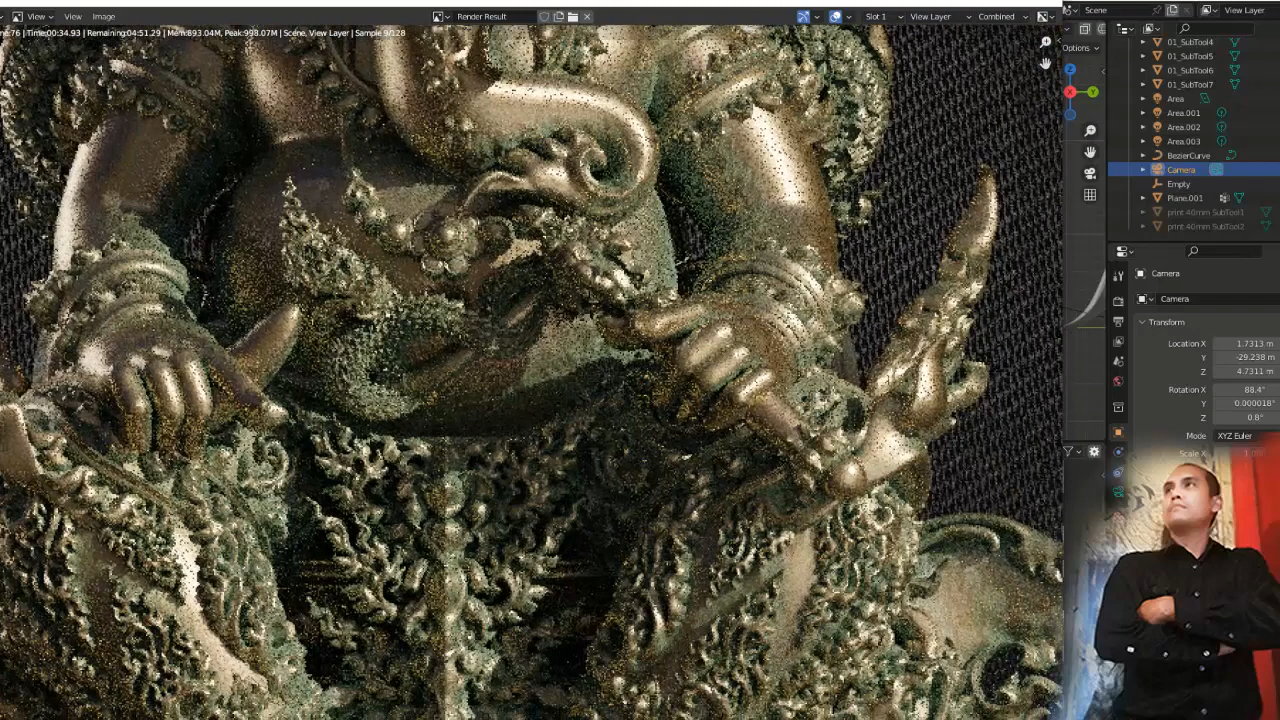 View View Image
Render Result
Slot 1 View Layer Combined
Scene View Layer
:76 | Time:00:34.93 | Remaining:04:51.29 | Mem:893.04M, Peak:998.07M | Scene, View Layer | Sample 9/128
Options
01_SubTool4
01_SubTool5
01_SubTool6
01_SubTool7
Area
Area.001
Area.002
Area.003
BezierCurve
Camera
Empty
Plane.001
print 40mm SubTool1
print 40mm SubTool2
Z
X
Y
Camera
Camera
Transform
Location X 1.7313 m
Y -29.238 m
Z 4.7311 m
Rotation X 88.4°
Y 0.000018°
Z 0.8°
Mode XYZ Euler
Scale X